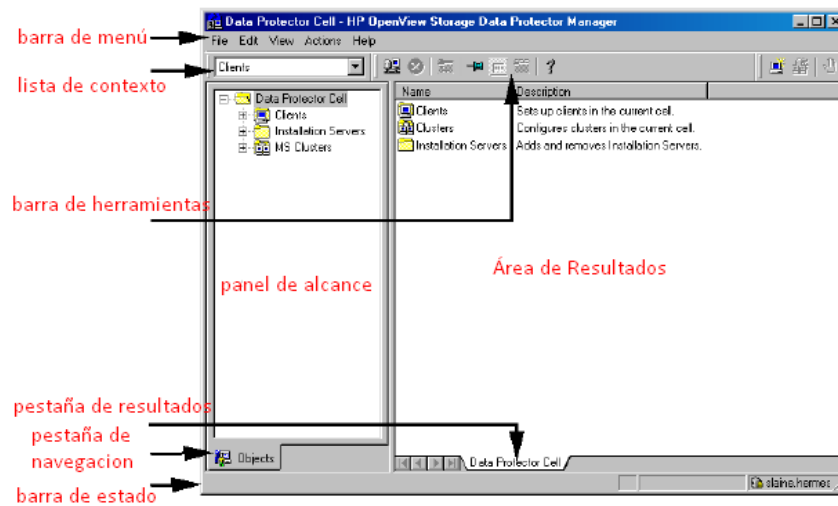 Data Protector Cell - HP OpenView Storage Data Protector Manager
barra de menú
File Edit View Actions Help
lista de contexto
Clients
Data Protector Cell
Clients
Installation Servers
MS Clusters
Name Description
Clients Sets up clients in the current cell.
Clusters Configures clusters in the current cell.
Installation Servers Adds and removes Installation Servers.
barra de herramientas
panel de alcance
Área de Resultados
pestaña de resultados
pestaña de
navegacion
Objects
Data Protector Cell
barra de estado
elaine.hermes